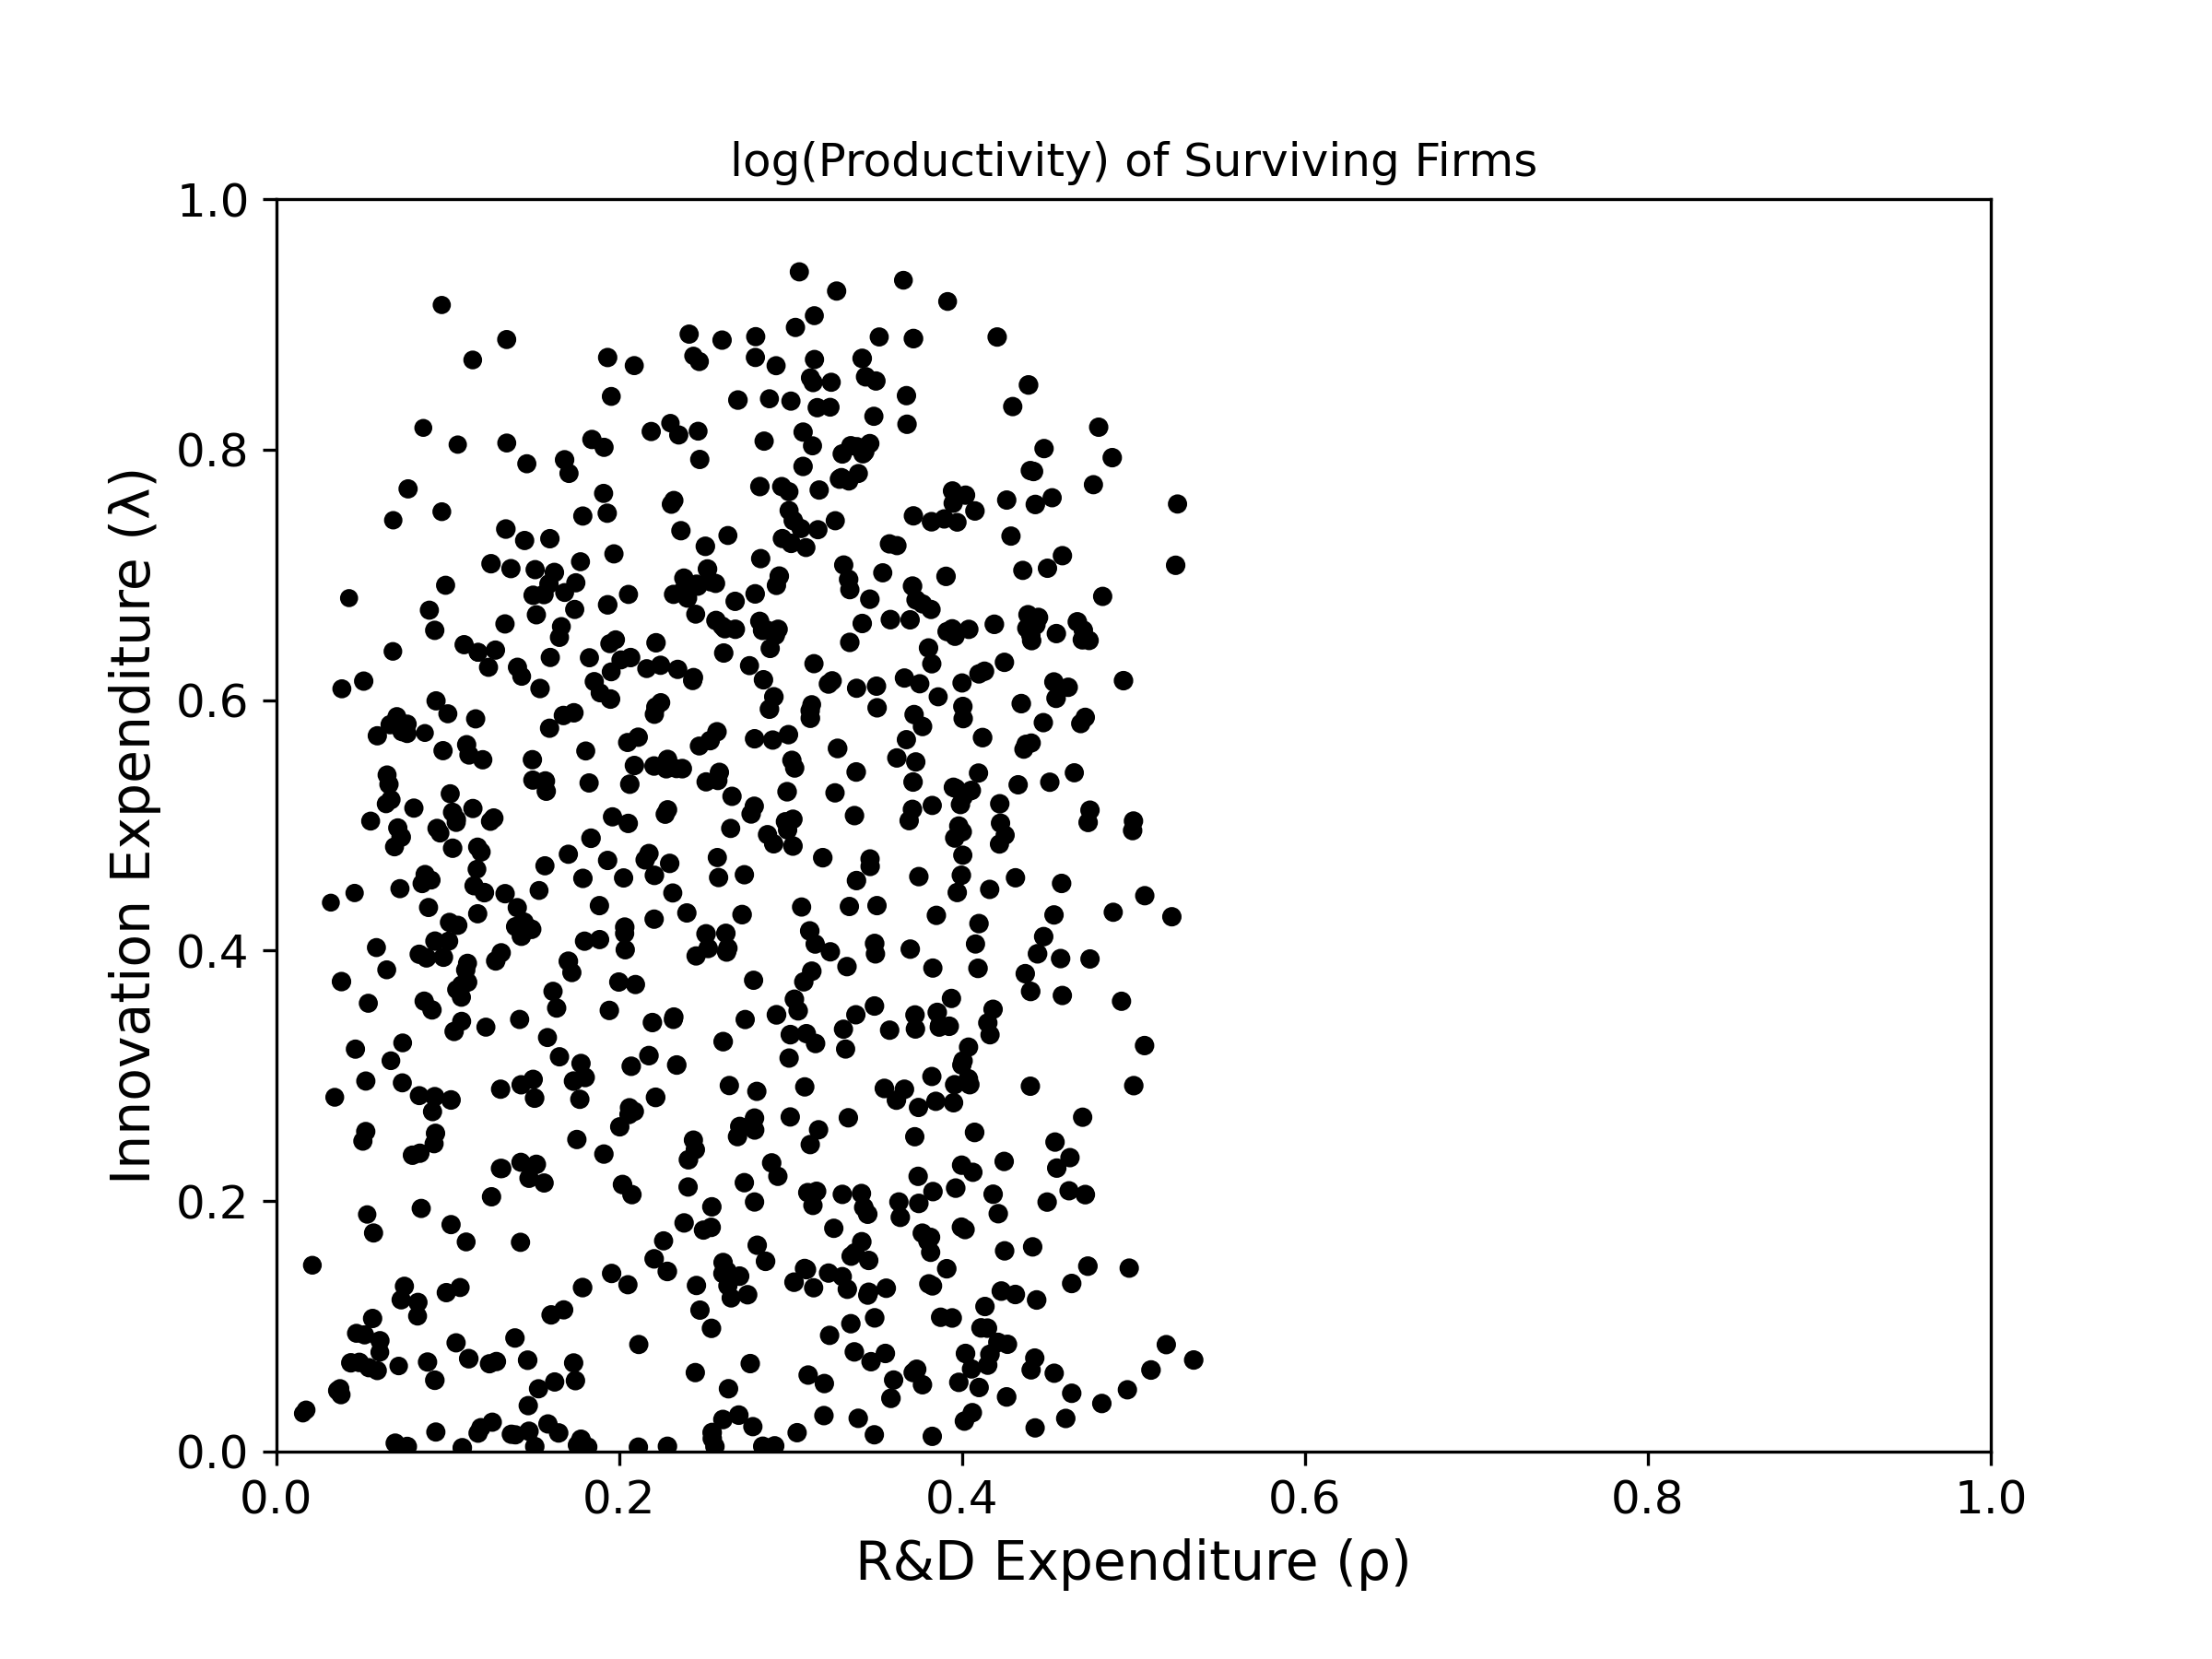 log(Productivity) of Surviving Firms
1.0
0.8
0.6
0.4
0.2
0.0
Innovation Expenditure (λ)
0.0 0.2 0.4 0.6 0.8 1.0
R&D Expenditure (ρ)